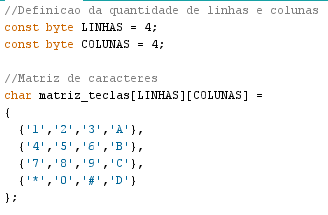 //Definicao da quantidade de linhas e colunas
const byte LINHAS = 4;
const byte COLUNAS = 4;

//Matriz de caracteres
char matriz_teclas[LINHAS][COLUNAS] =
{
  {'1','2','3','A'},
  {'4','5','6','B'},
  {'7','8','9','C'},
  {'*','0','#','D'}
};